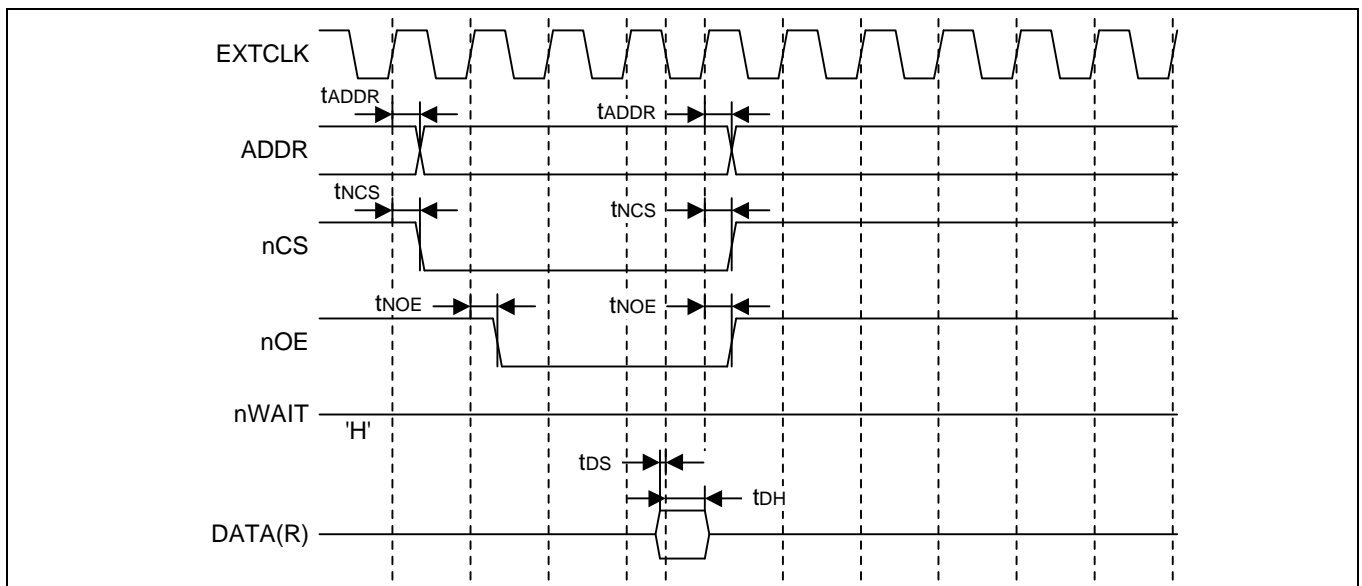 EXTCLK
tADDR
tADDR
ADDR
tNCS
tNCS
nCS
tNOE
tNOE
nOE
nWAIT
'H'
tDS
tDH
DATA(R)